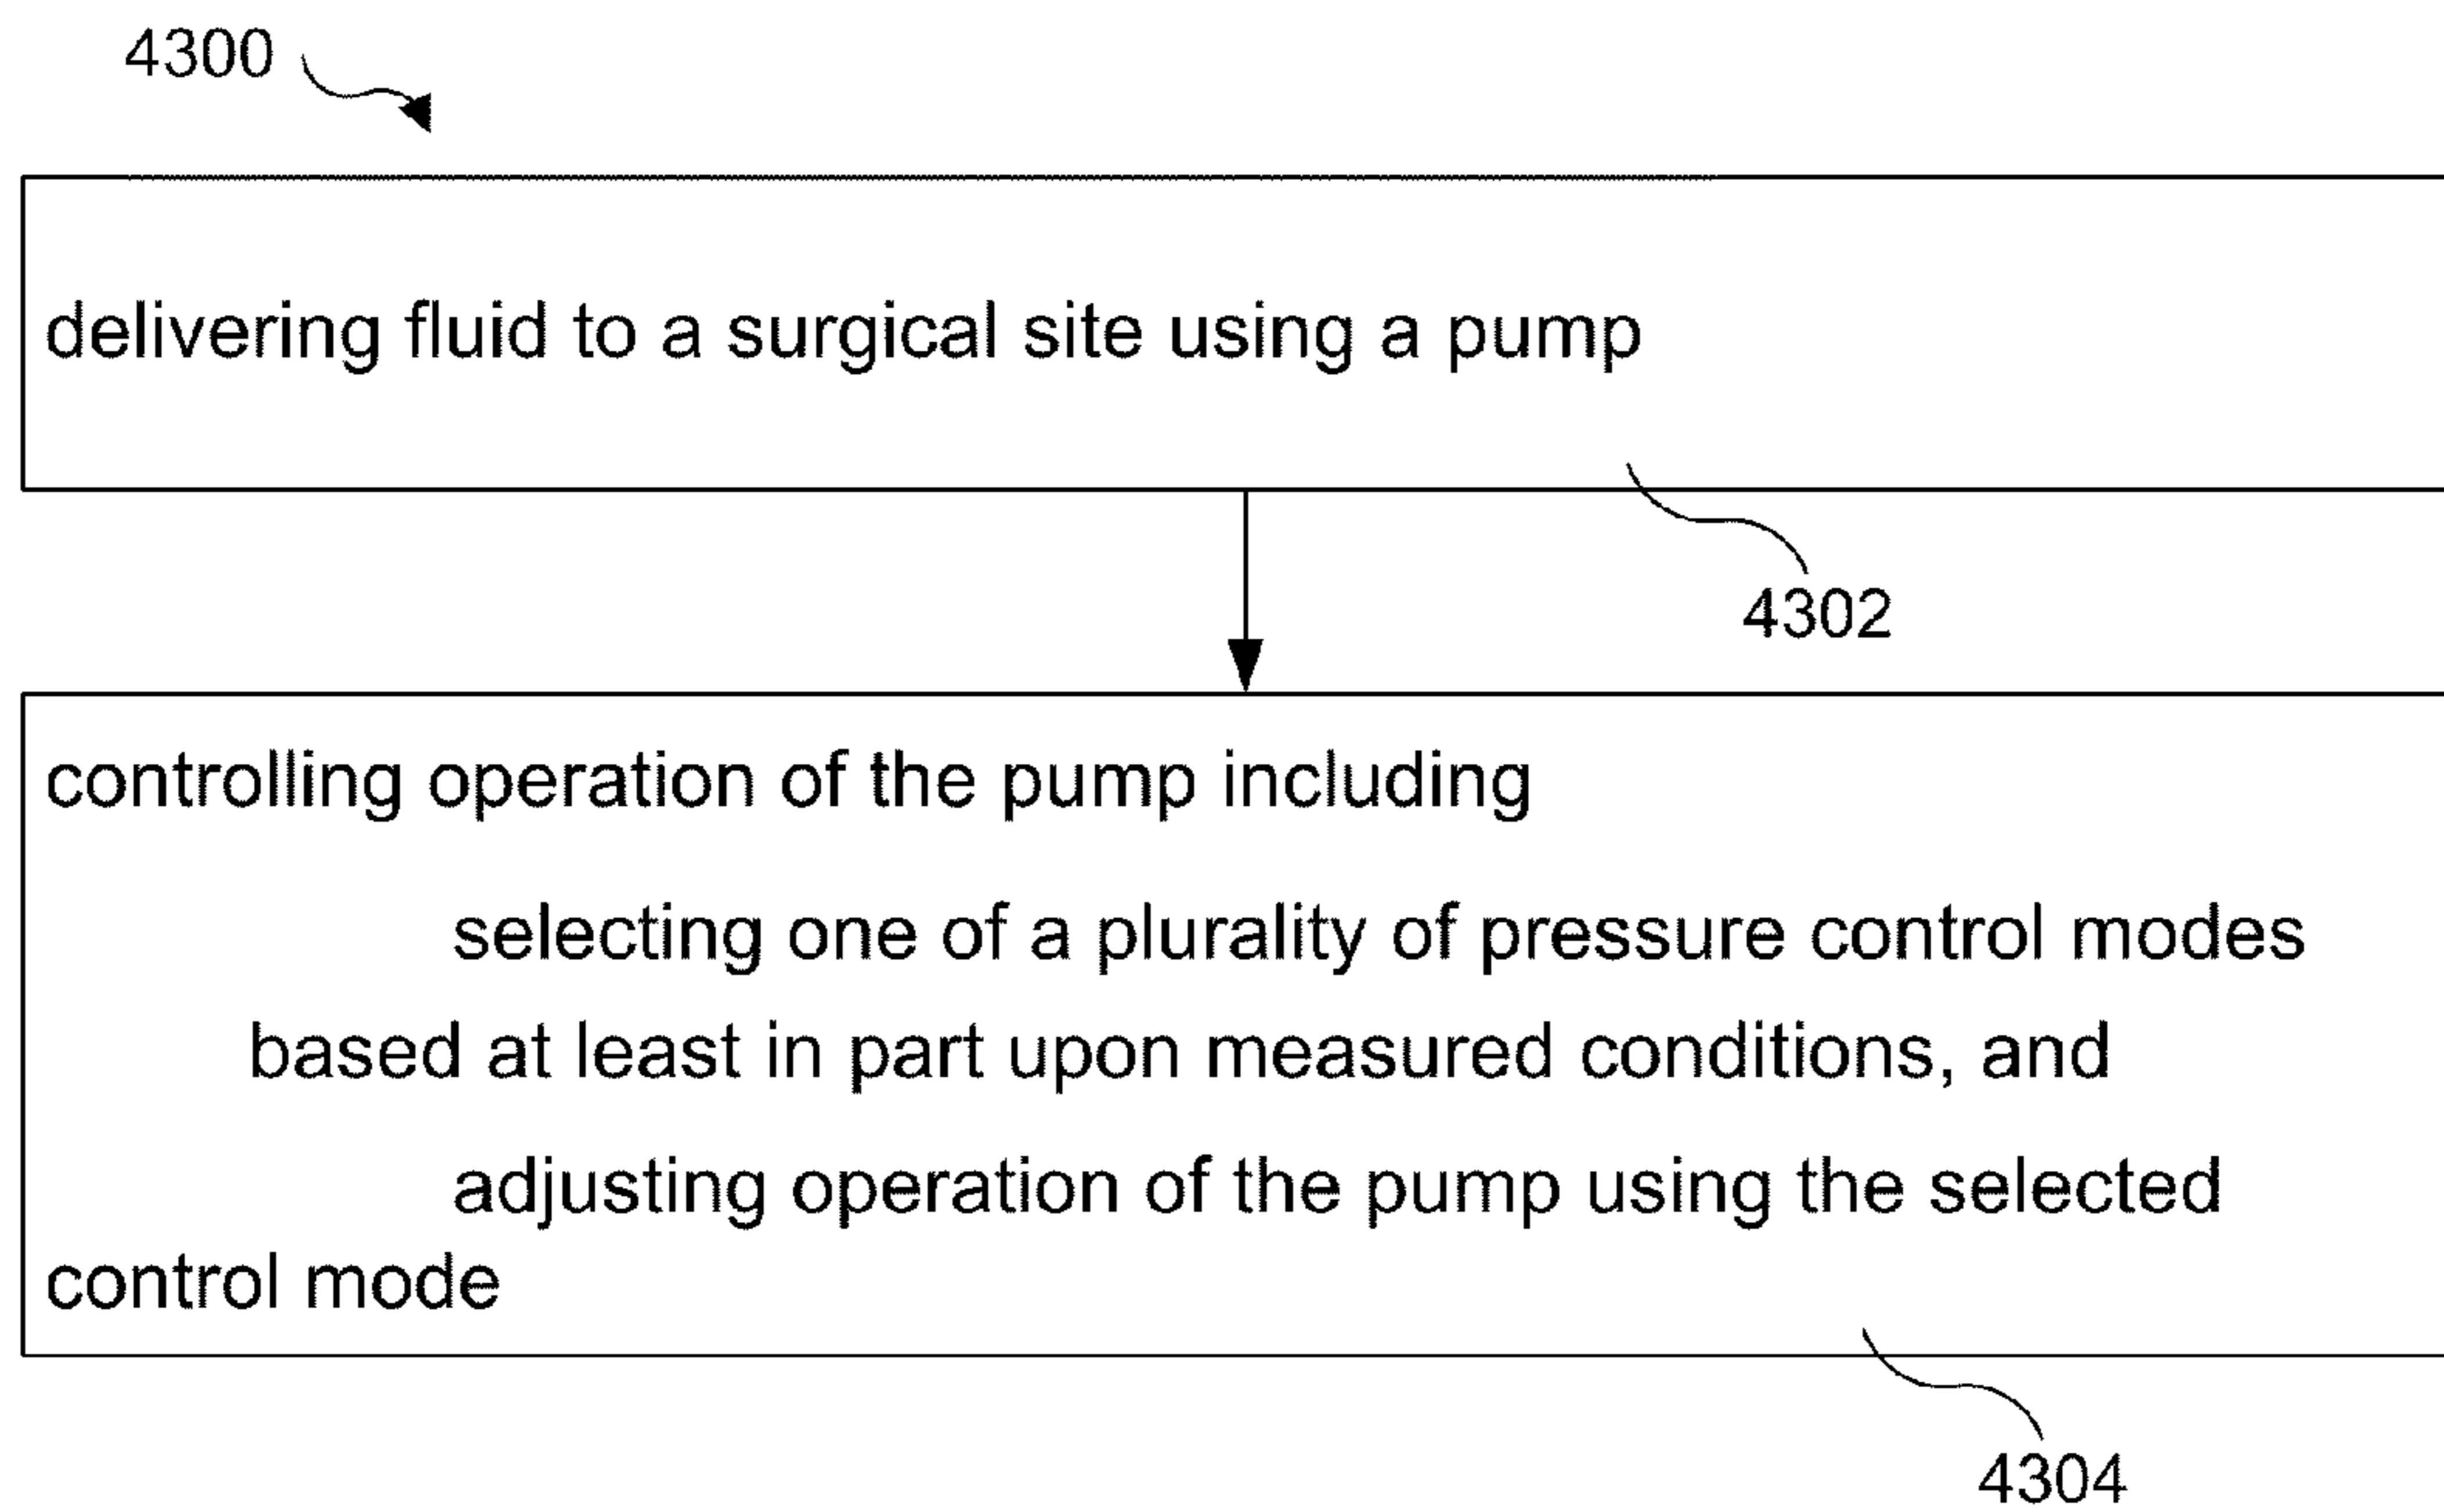 4300
delivering fluid to a surgical site using a pump
4302
controlling operation of the pump including
selecting one of a plurality of pressure control modes
based at least in part upon measured conditions, and
adjusting operation of the pump using the selected
control mode
4304